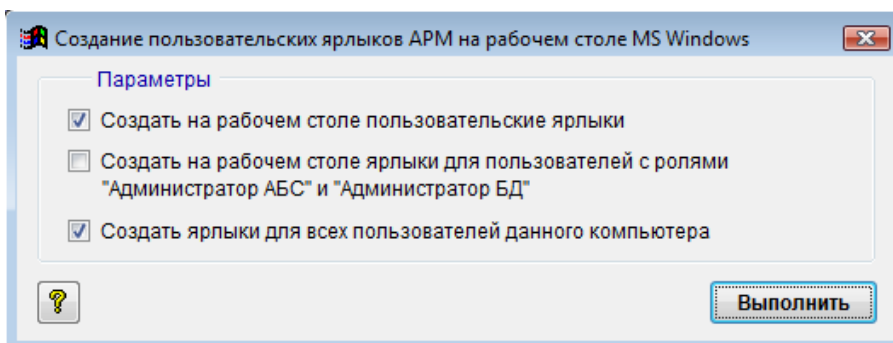 Создание пользовательских ярлыков АРМ на рабочем столе MS Windows
Параметры
Создать на рабочем столе пользовательские ярлыки
Создать на рабочем столе ярлыки для пользователей с ролями
"Администратор АБС" и "Администратор БД"
Создать ярлыки для всех пользователей данного компьютера
?
Выполнить